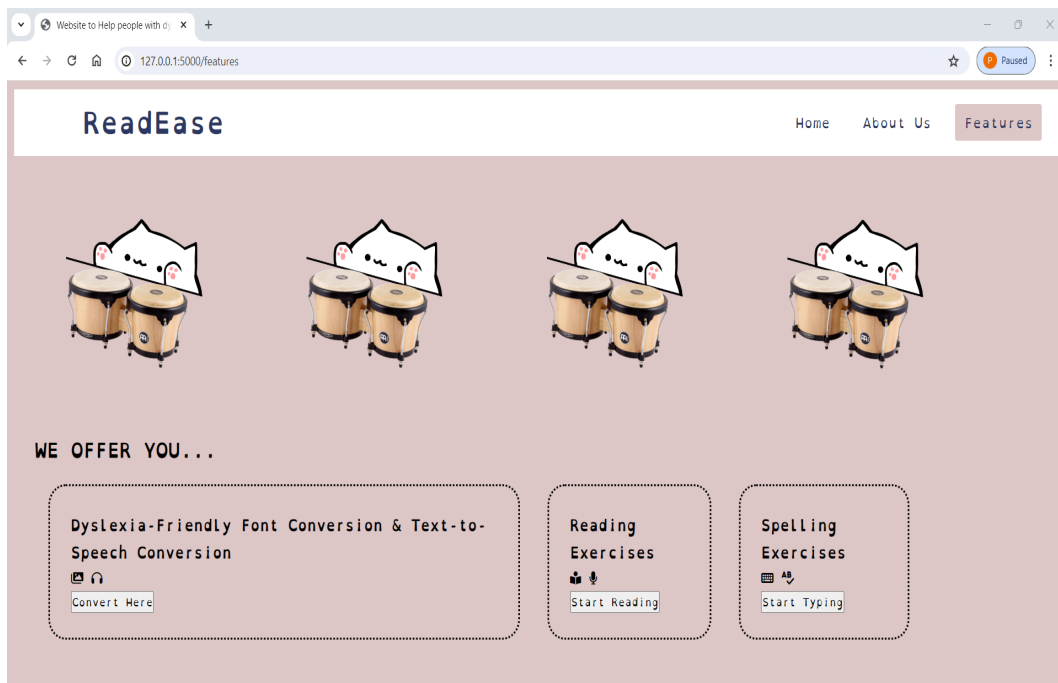 Website to Help people with dy
127.0.0.1:5000/features
P Paused
ReadEase
Home About Us Features
WE OFFER YOU...
Dyslexia-Friendly Font Conversion & Text-to-
Speech Conversion
Convert Here
Reading
Exercises
Start Reading
Spelling
Exercises
AB
Start Typing